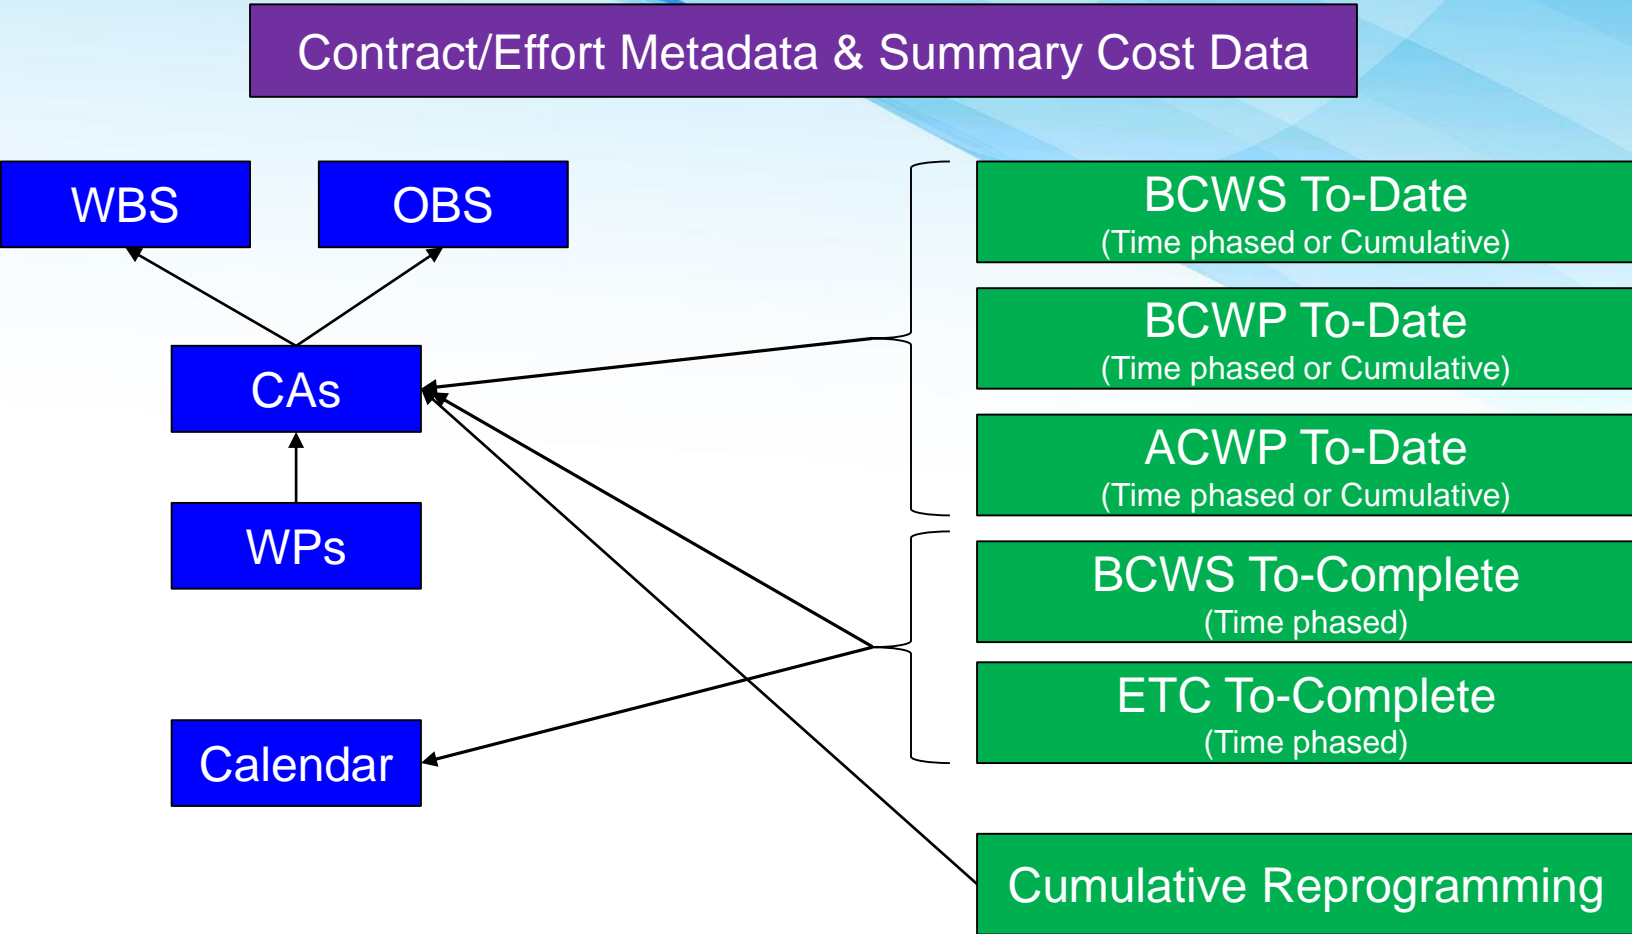 Contract/Effort Metadata & Summary Cost Data
WBS
OBS
CAs
WPs
Calendar
BCWS To-Date
(Time phased or Cumulative)
BCWP To-Date
(Time phased or Cumulative)
ACWP To-Date
(Time phased or Cumulative)
BCWS To-Complete
(Time phased)
ETC To-Complete
(Time phased)
Cumulative Reprogramming